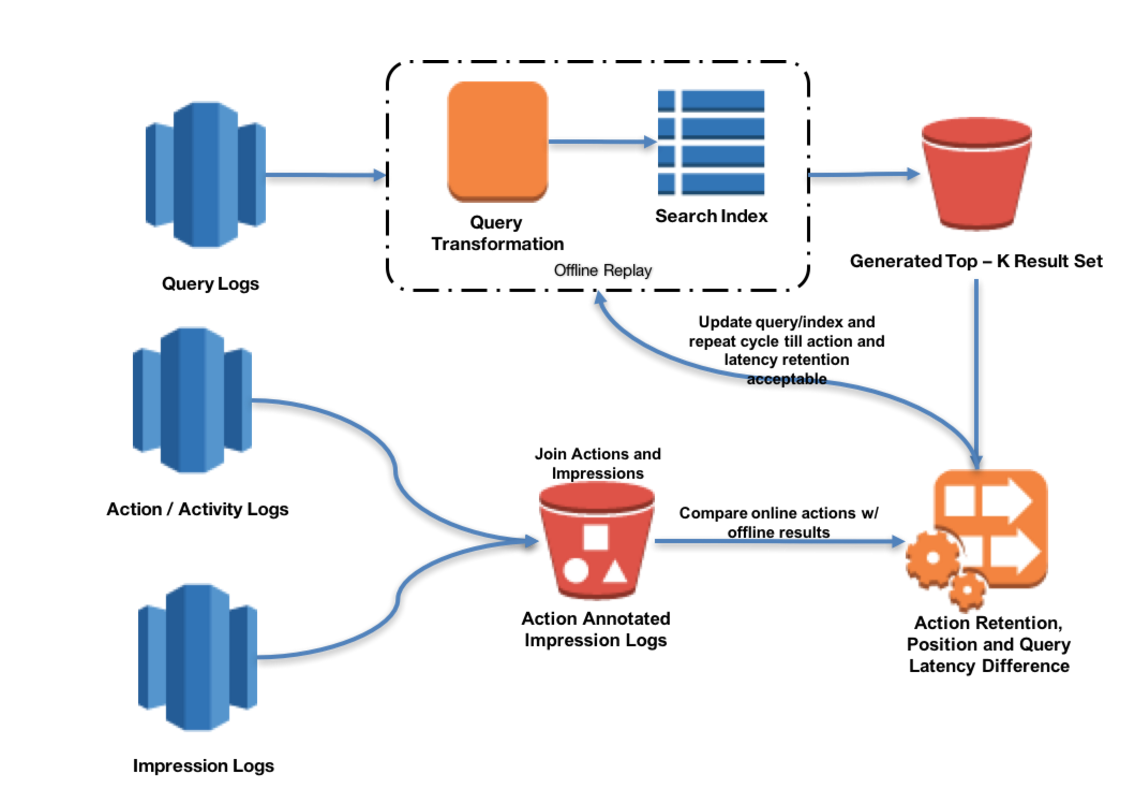 Query
Transformation
Search Index
Offline Replay
Query Logs
Generated Top – K Result Set
Update query/index and
repeat cycle till action and
latency retention
acceptable
Action / Activity Logs
Join Actions and
Impressions
Compare online actions w/
offline results
Action Annotated
Impression Logs
Action Retention,
Position and Query
Latency Difference
Impression Logs